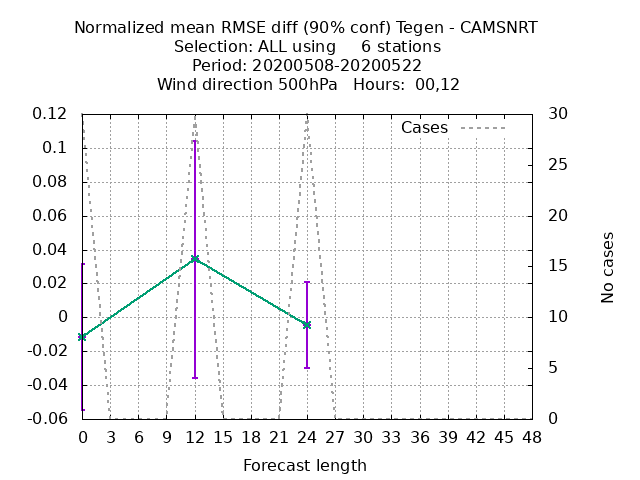 Normalized mean RMSE diff (90% conf) Tegen - CAMSNRT
Selection: ALL using     6 stations
Period: 20200508-20200522
Wind direction 500hPa   Hours:  00,12
Cases
0.12
0.1
0.08
0.06
0.04
0.02
0
-0.02
-0.04
-0.06
30
25
20
15
10
5
0
No cases
0 3 6 9 12 15 18 21 24 27 30 33 36 39 42 45 48
Forecast length